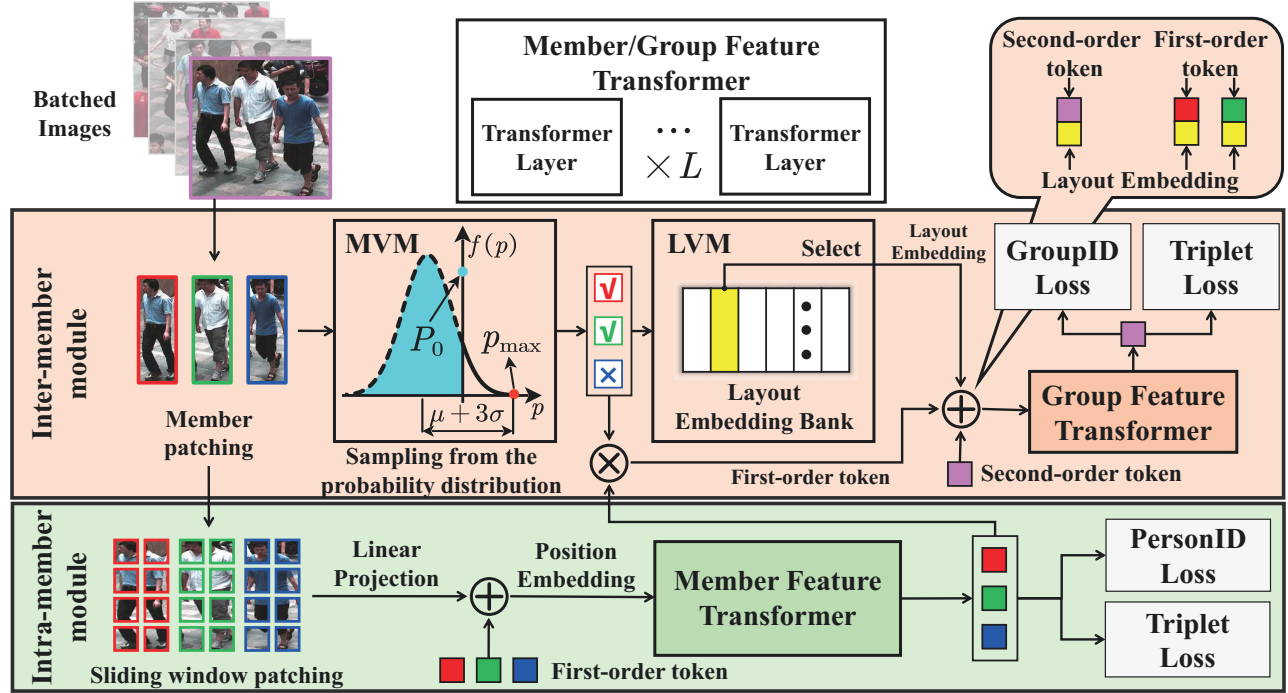 Batched
Images
Member/Group Feature
Transformer
Transformer
Layer
...
× L
Transformer
Layer
Second-order
token
First-order
token
Layout Embedding
Inter-member
module
Member
patching
MVM
f(p)
P₀
p_max
p
μ + 3σ
Sampling from the
probability distribution
√
√
×
LVM
Select
Layout
Embedding Bank
Layout
Embedding
First-order token
Second-order token
GroupID
Loss
Triplet
Loss
Group Feature
Transformer
Intra-member
module
Sliding window patching
Linear
Projection
Position
Embedding
First-order token
Member Feature
Transformer
PersonID
Loss
Triplet
Loss